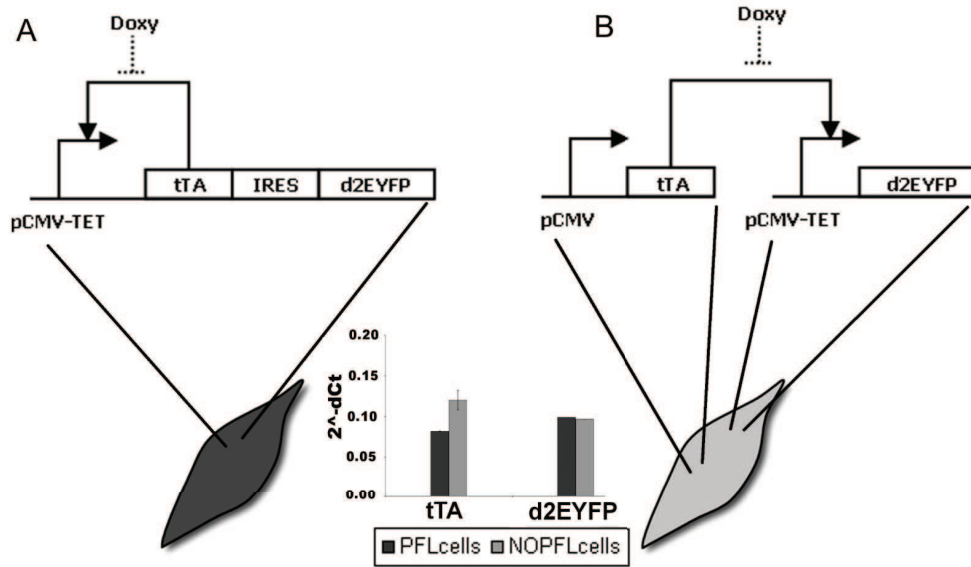 A
Doxy
tTA
IRES
d2EYFP
pCMV-TET
B
Doxy
tTA
d2EYFP
pCMV
pCMV-TET
2^-dCt
0.20
0.15
0.10
0.05
0.00
tTA
d2EYFP
PFLcells
NOPFLcells